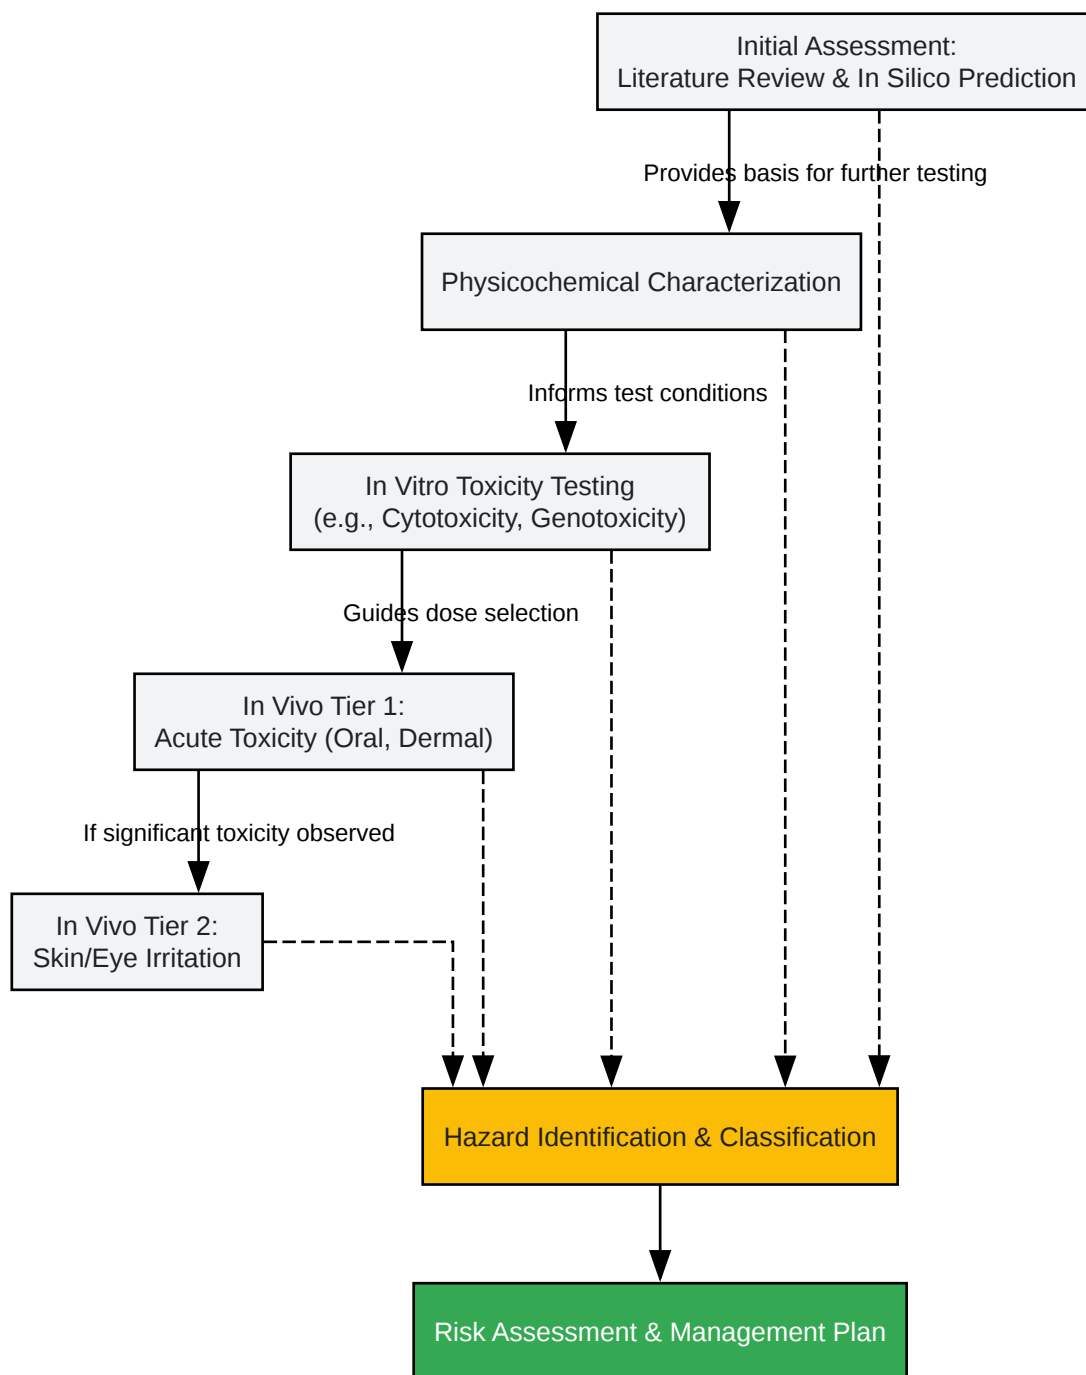 Initial Assessment:
Literature Review & In Silico Prediction
Provides basis for further testing
Physicochemical Characterization
Informs test conditions
In Vitro Toxicity Testing
(e.g., Cytotoxicity, Genotoxicity)
Guides dose selection
In Vivo Tier 1:
Acute Toxicity (Oral, Dermal)
If significant toxicity observed
In Vivo Tier 2:
Skin/Eye Irritation
Hazard Identification & Classification
Risk Assessment & Management Plan